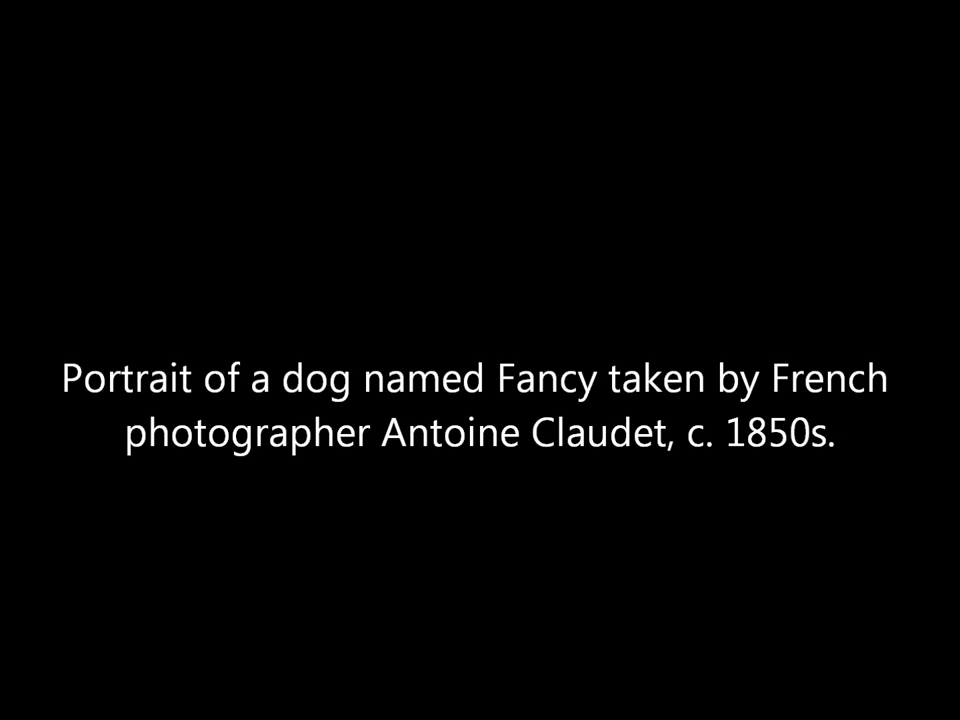 Portrait of a dog named Fancy taken by French
photographer Antoine Claudet, c. 1850s.